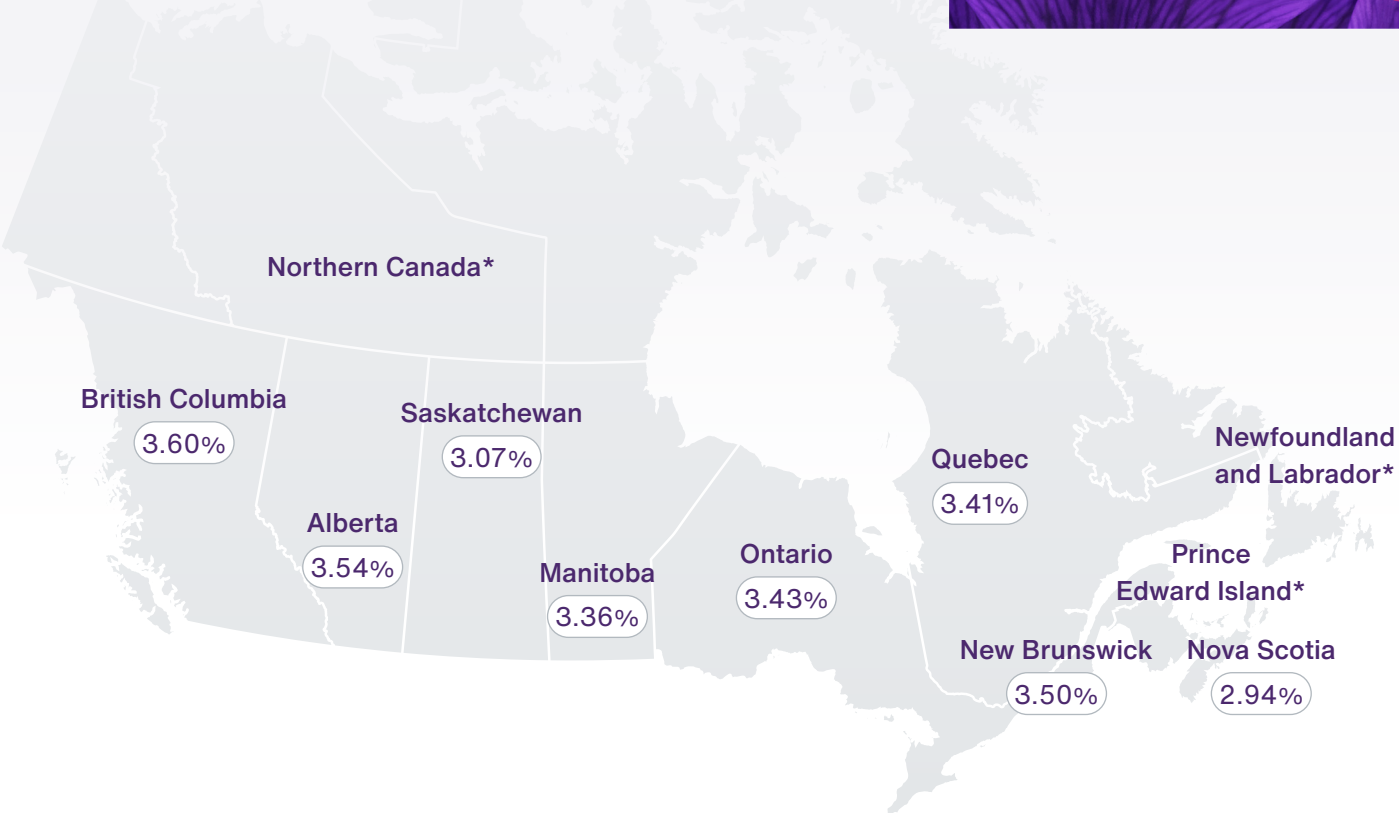 Northern Canada*
British Columbia
3.60%
Saskatchewan
3.07%
Alberta
3.54%
Manitoba
3.36%
Ontario
3.43%
Quebec
3.41%
Newfoundland
and Labrador*
Prince
Edward Island*
New Brunswick
3.50%
Nova Scotia
2.94%